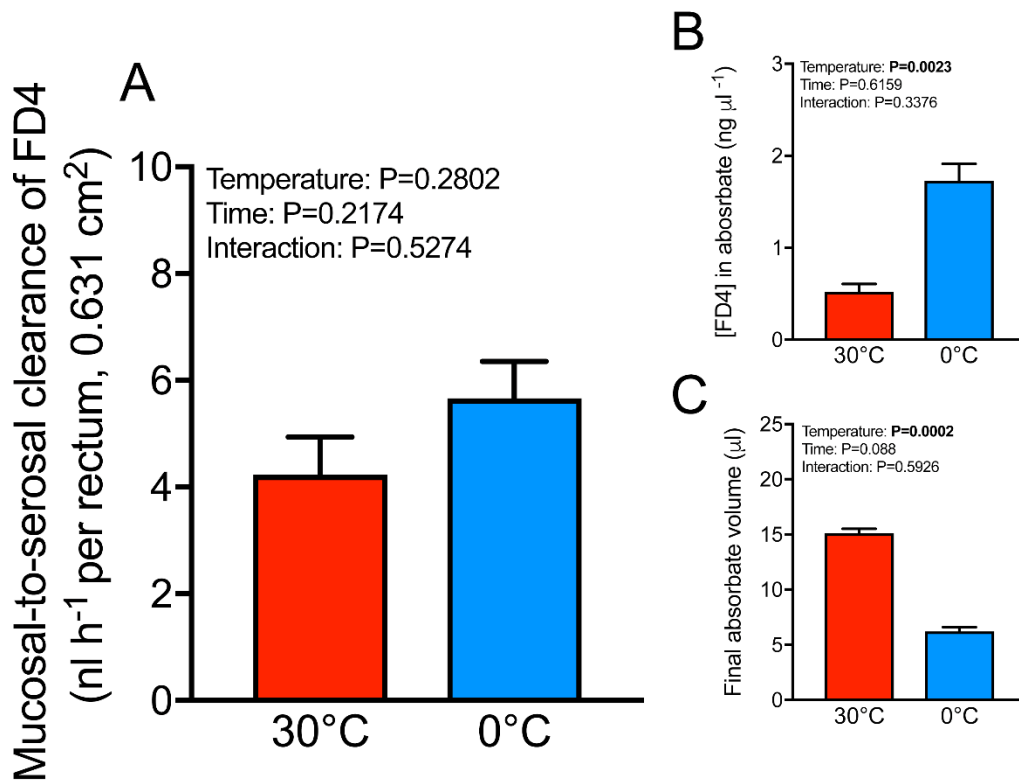 A
Mucosal-to-serosal clearance of FD4
(nl h⁻¹ per rectum, 0.631 cm²)
10
8
6
4
2
0
Temperature: P=0.2802
Time: P=0.2174
Interaction: P=0.5274
30°C
0°C
B
[FD4] in abosrbate (ng μl ⁻¹)
3
2
1
0
Temperature: P=0.0023
Time: P=0.6159
Interaction: P=0.3376
30°C
0°C
C
Final absorbate volume (μl)
25
20
15
10
5
0
Temperature: P=0.0002
Time: P=0.088
Interaction: P=0.5926
30°C
0°C